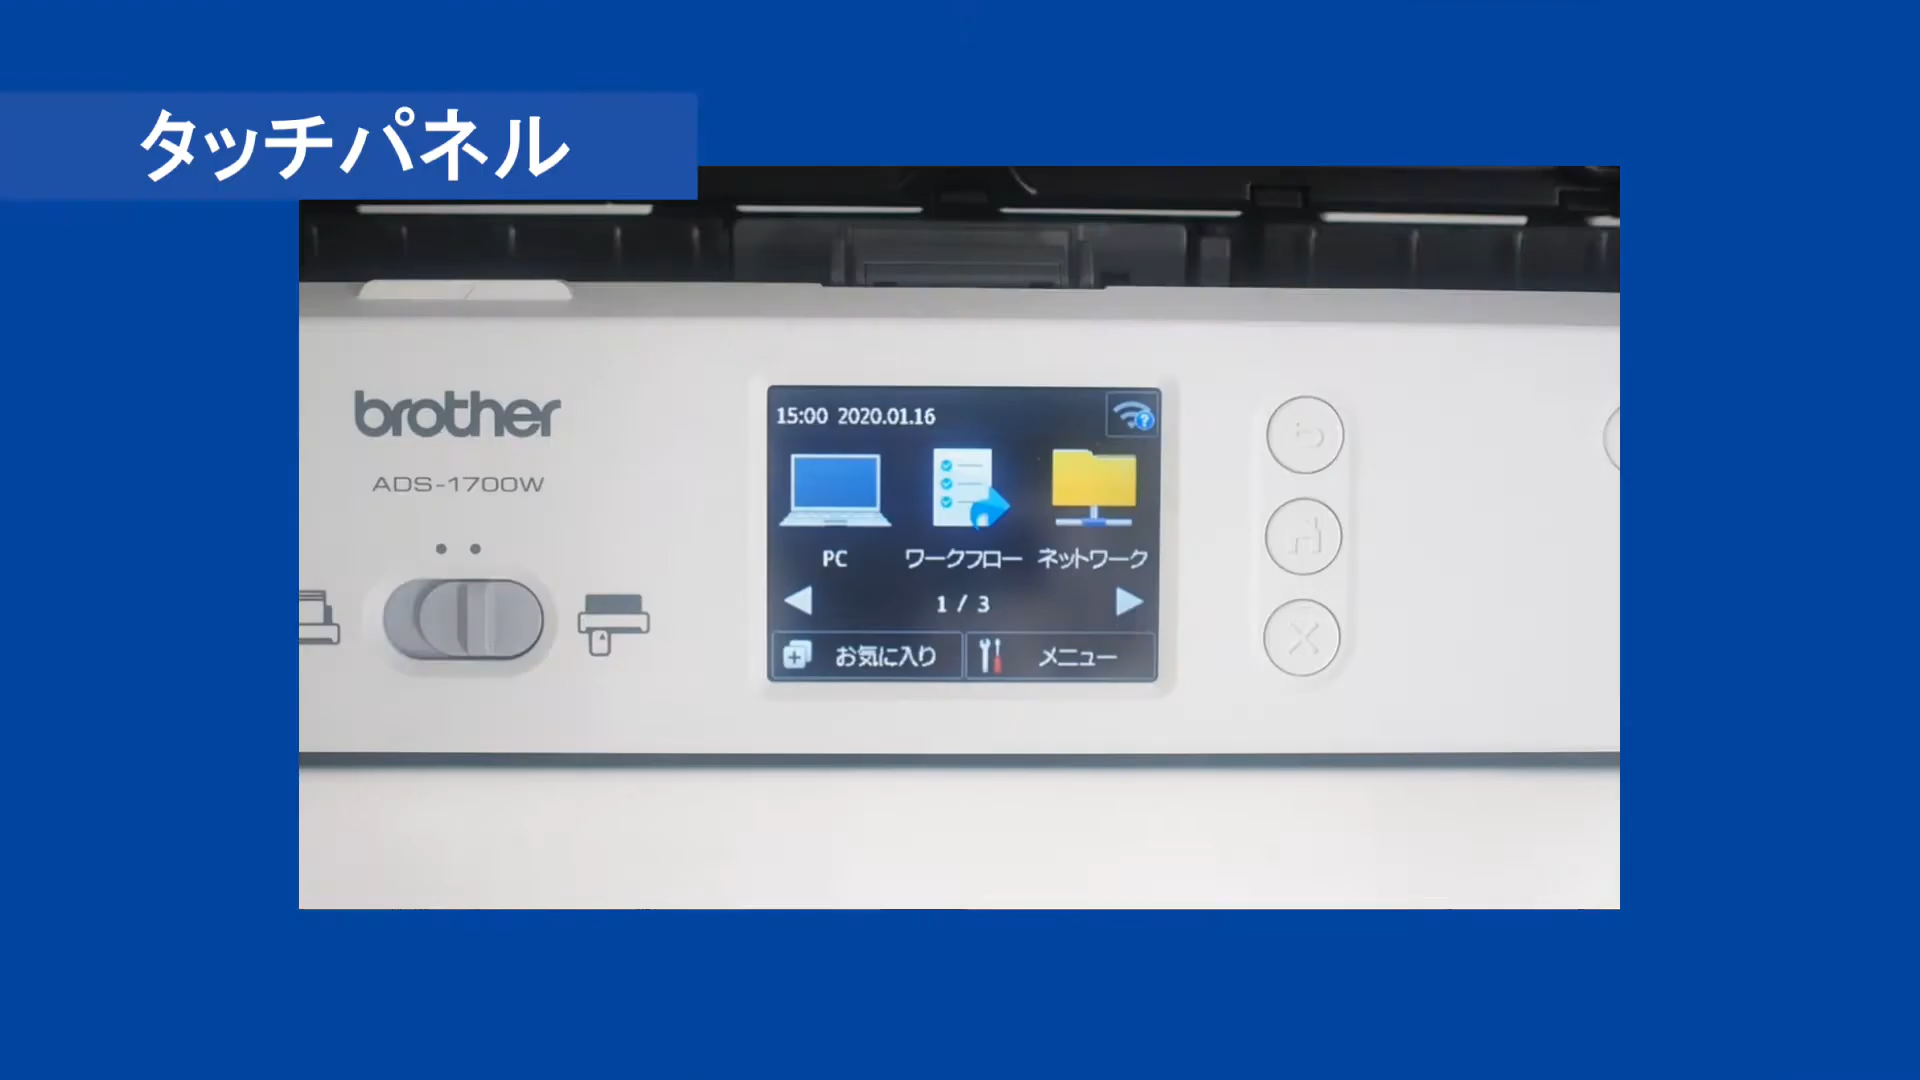 タッチパネル
brother
ADS-1700W
15:00 2020.01.16
PC
ワークフロー
ネットワーク
1 / 3
お気に入り
メニュー